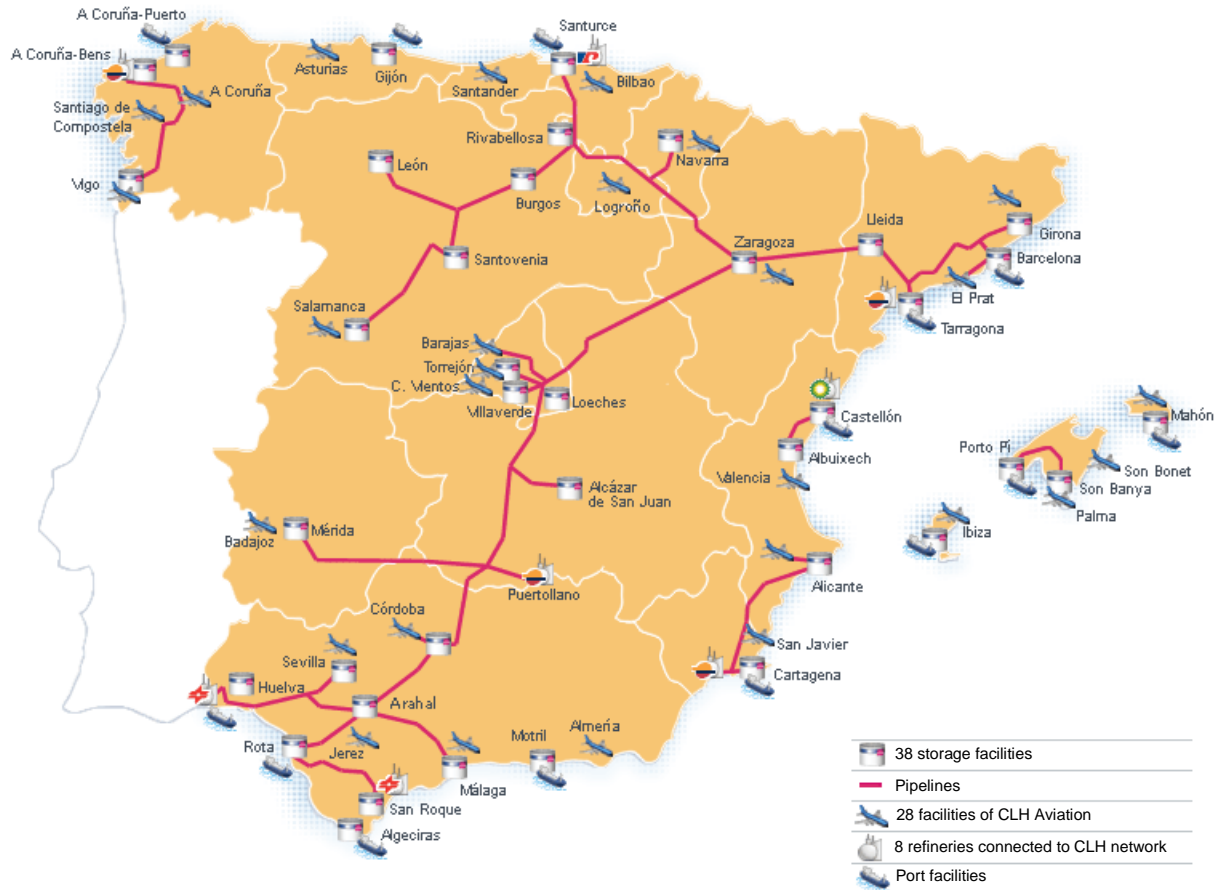 A Coruña-Puerto
A Coruña-Bens
A Coruña
Santiago de
Compostela
Vigo
Asturias
Gijón
Santander
Santurce
Bilbao
Rivabellosa
Navarra
León
Burgos
Logroño
Santovenia
Zaragoza
Lleida
Girona
Barcelona
El Prat
Tarragona
Salamanca
Barajas
Torrejón
C. Vientos
Villaverde
Loeches
Castellón
Albuixech
Valencia
Mahón
Porto Pi
Son Bonet
Son Banya
Palma
Ibiza
Alcázar
de San Juan
Badajoz
Mérida
Puertollano
Alicante
Córdoba
San Javier
Cartagena
Sevilla
Huelva
Arahal
Rota
Jerez
Málaga
Motril
Almería
San Roque
Algeciras
38 storage facilities
Pipelines
28 facilities of CLH Aviation
8 refineries connected to CLH network
Port facilities